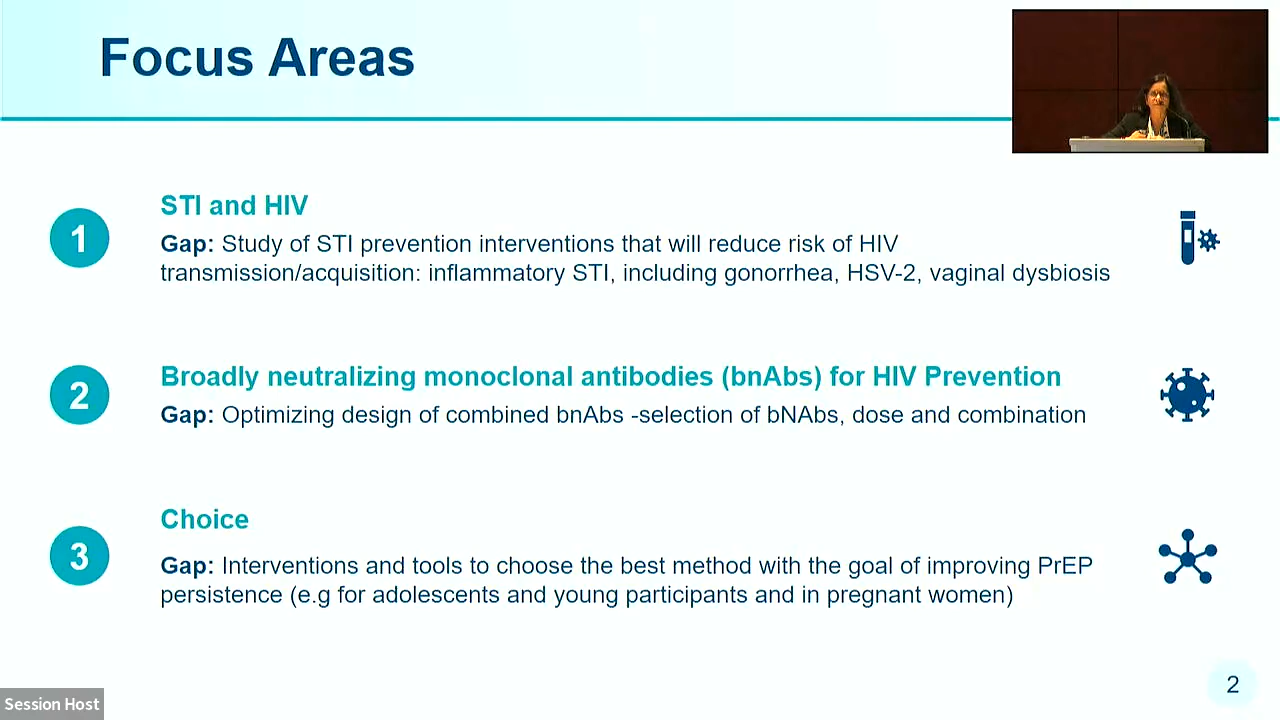 Focus Areas
1
STI and HIV
Gap: Study of STI prevention interventions that will reduce risk of HIV
transmission/acquisition: inflammatory STI, including gonorrhea, HSV-2, vaginal dysbiosis
2
Broadly neutralizing monoclonal antibodies (bnAbs) for HIV Prevention
Gap: Optimizing design of combined bnAbs -selection of bNAbs, dose and combination
3
Choice
Gap: Interventions and tools to choose the best method with the goal of improving PrEP
persistence (e.g for adolescents and young participants and in pregnant women)
2
Session Host